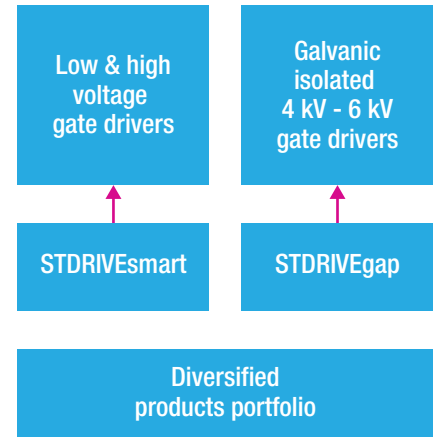 Low & high
voltage
gate drivers
Galvanic
isolated
4 kV - 6 kV
gate drivers
STDRIVEsmart
STDRIVEgap
Diversified
products portfolio